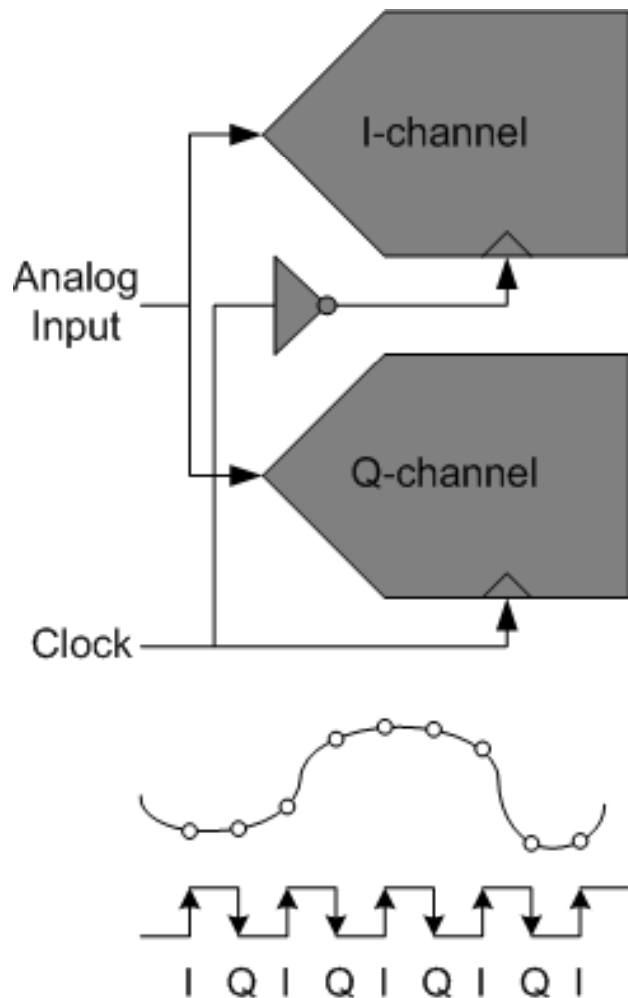 I-channel
Analog
Input
Q-channel
Clock
I Q I Q I Q I Q I